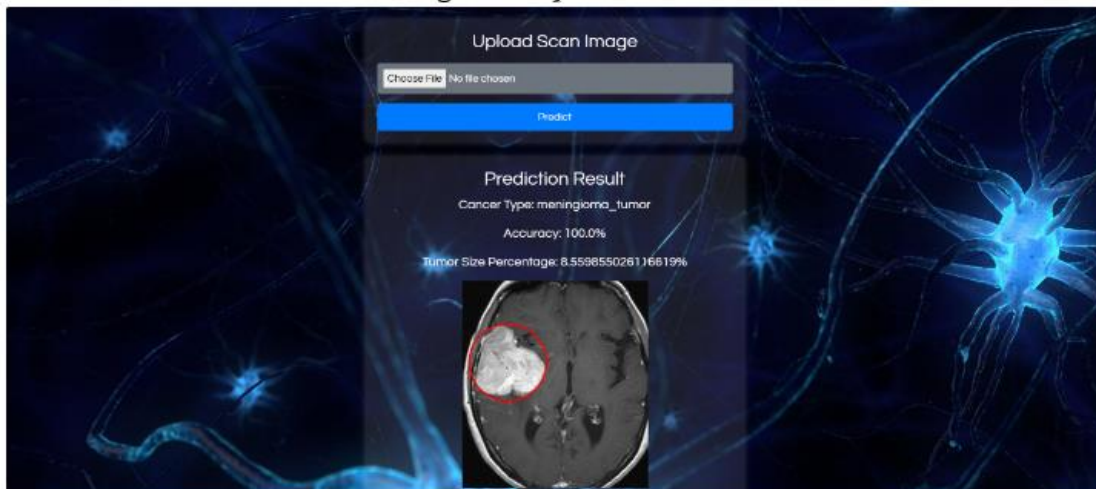 Upload Scan Image
Choose File No file chosen
Predict
Prediction Result
Cancer Type: meningioma_tumor
Accuracy: 100.0%
Tumor Size Percentage: 8.559855026116619%